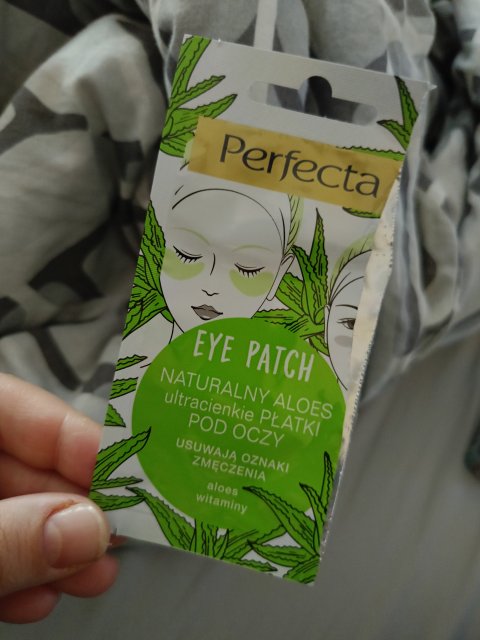 Perfecta
EYE PATCH
NATURALNY ALOES
ultracienkie PŁATKI
POD OCZY
USUWAJĄ OZNAKI
ZMĘCZENIA
aloes
witaminy